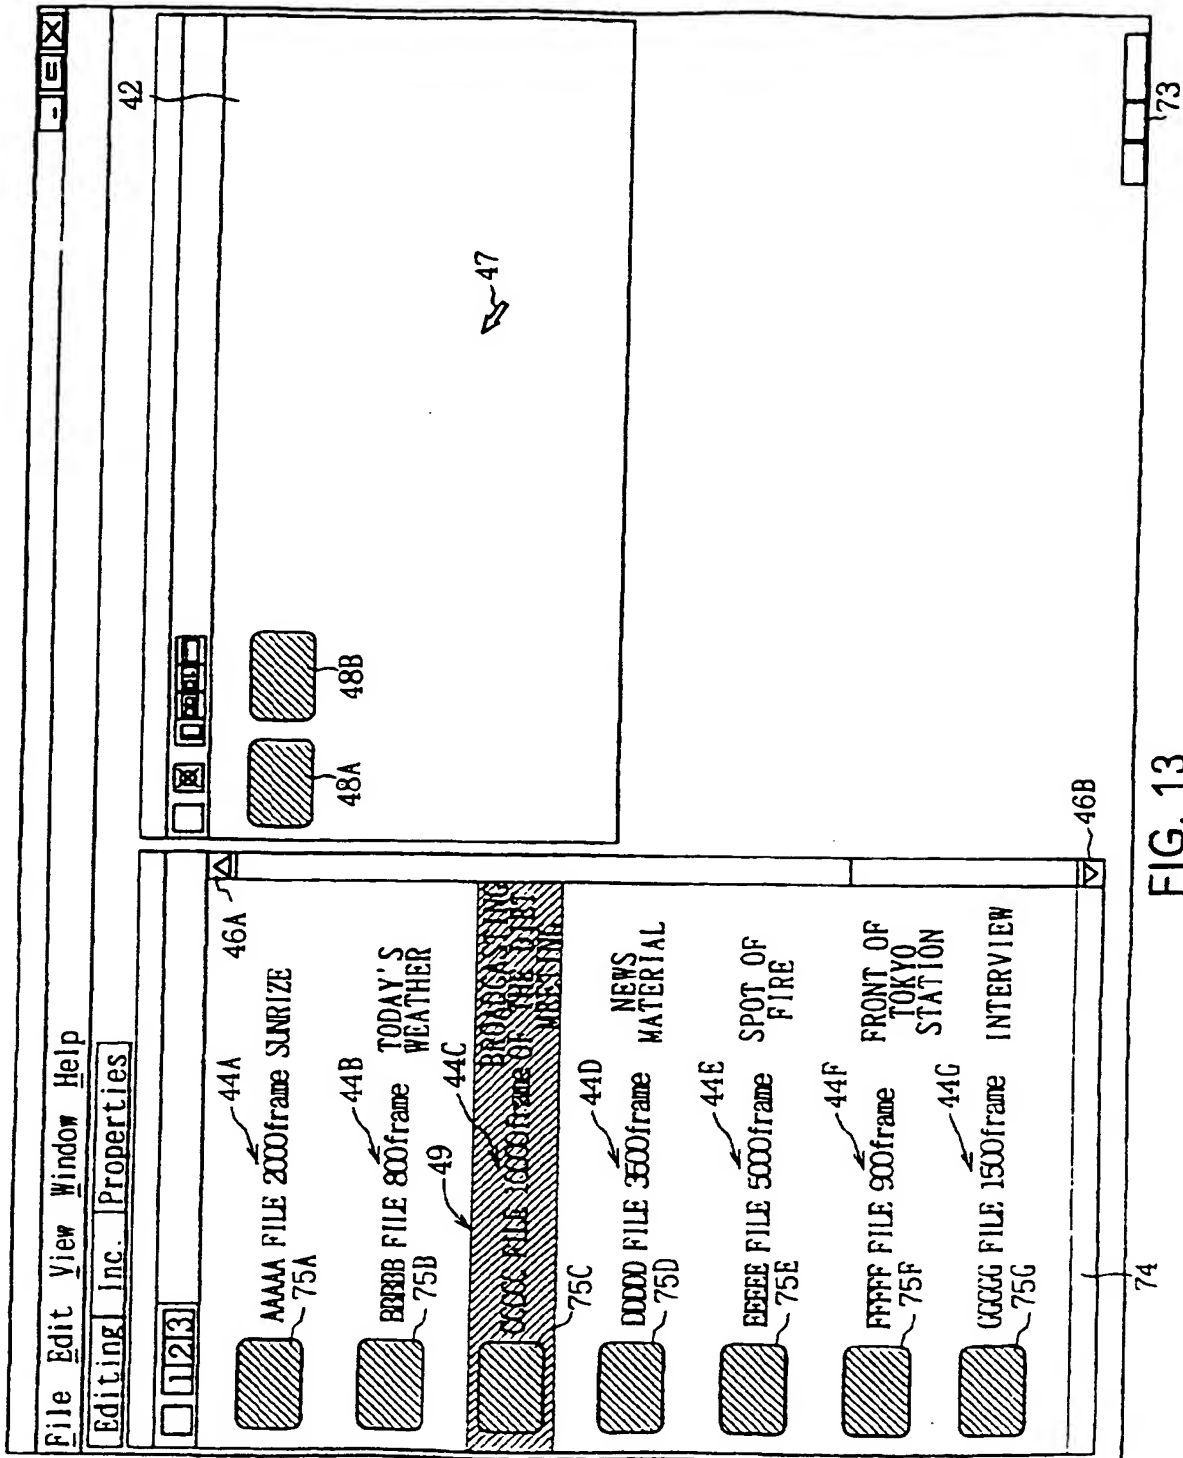 File Edit View Window Help
Editing Inc. Properties
1 2 3
46A
42
44A
AAAAA FILE 2000frame SUNRIZE
75A
48A
48B
44B
BBBBB FILE 800frame TODAY'S
WEATHER
75B
49
44C
BROADCASTING
CCCCC FILE 10000frame OF THE DIET
MEETING
75C
47
44D
DDDDD FILE 3500frame NEWS
MATERIAL
75D
44E
EEEEE FILE 5000frame SPOT OF
FIRE
75E
44F
FFFFF FILE 900frame FRONT OF
TOKYO
STATION
75F
44G
GGGGG FILE 1500frame INTERVIEW
75G
46B
74
73
FIG. 13